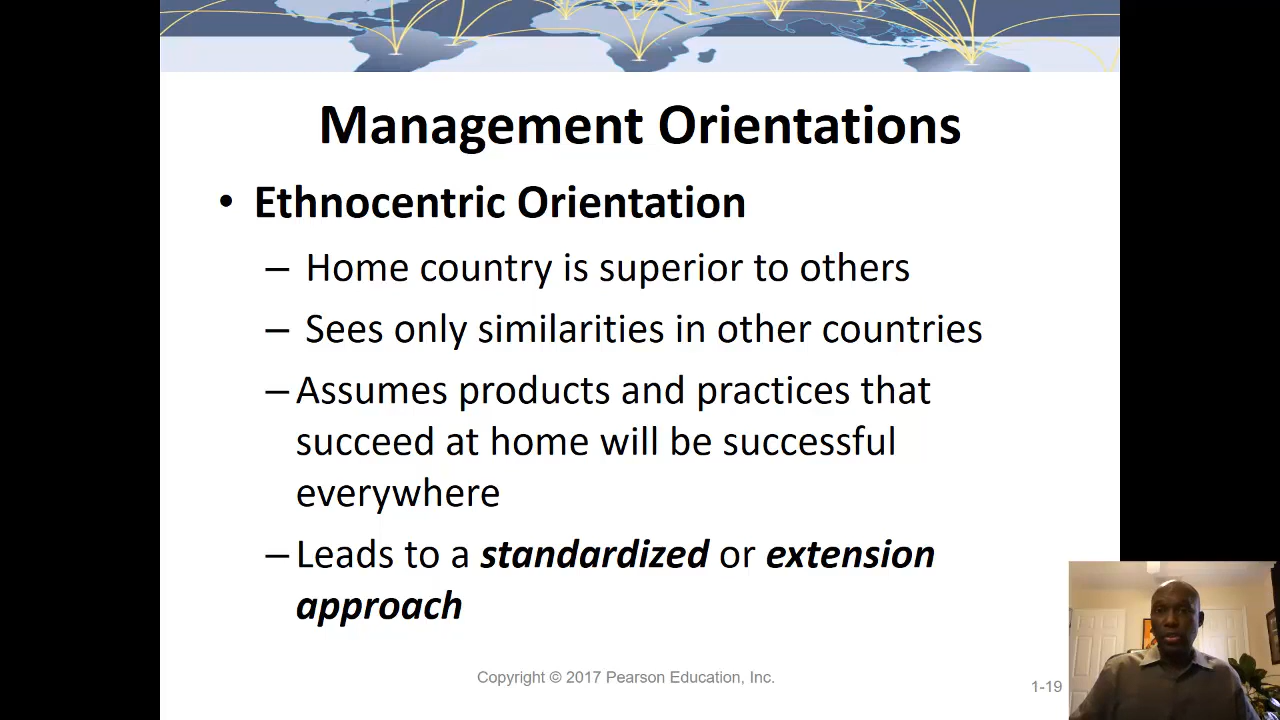 Management Orientations
• Ethnocentric Orientation
– Home country is superior to others
– Sees only similarities in other countries
– Assumes products and practices that
succeed at home will be successful
everywhere
– Leads to a standardized or extension
approach
Copyright © 2017 Pearson Education, Inc.
1-19